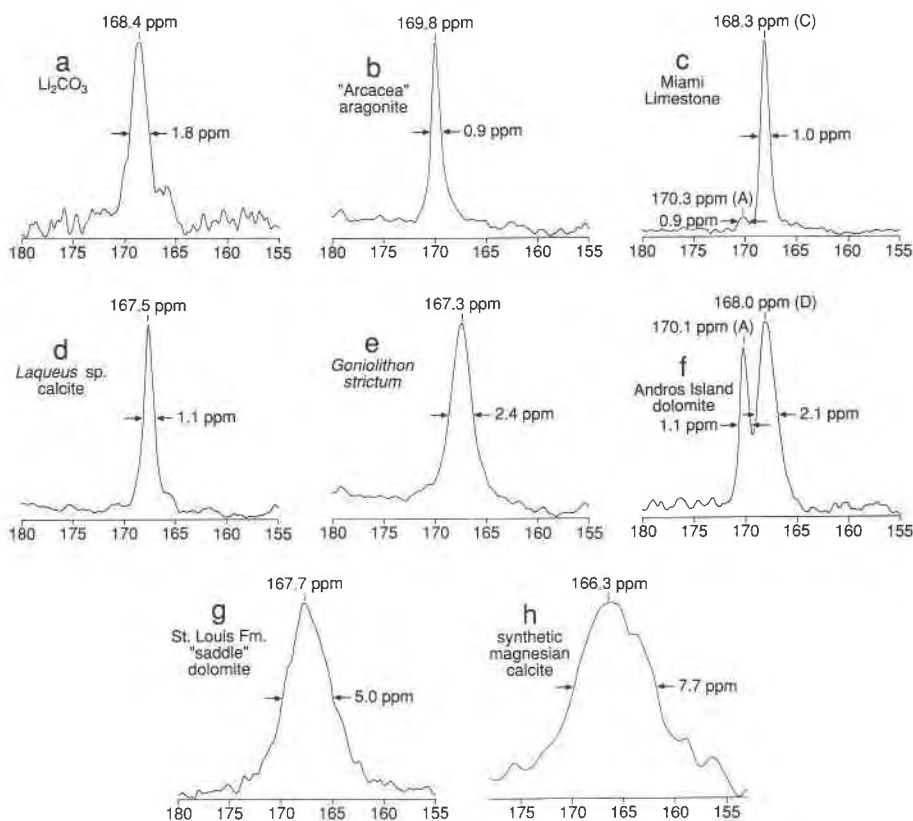 168.4 ppm
a
Li₂CO₃
1.8 ppm
180 175 170 165 160 155
169.8 ppm
b
"Arcacea"
aragonite
0.9 ppm
180 175 170 165 160 155
168.3 ppm (C)
c
Miami
Limestone
1.0 ppm
170.3 ppm (A)
0.9 ppm
180 175 170 165 160 155
167.5 ppm
d
Laqueus sp.
calcite
1.1 ppm
180 175 170 165 160 155
167.3 ppm
e
Goniolithon
strictum
2.4 ppm
180 175 170 165 160 155
168.0 ppm (D)
170.1 ppm (A)
f
Andros Island
dolomite
1.1 ppm
2.1 ppm
180 175 170 165 160 155
167.7 ppm
g
St. Louis Fm.
"saddle"
dolomite
5.0 ppm
180 175 170 165 160 155
166.3 ppm
h
synthetic
magnesian
calcite
7.7 ppm
175 170 165 160 155